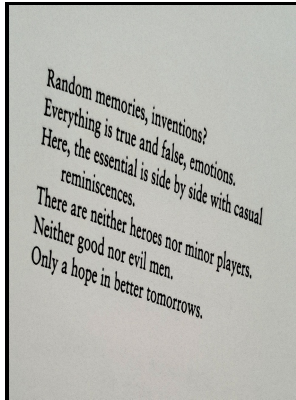 Random memories, inventions?
Everything is true and false, emotions.
Here, the essential is side by side with casual
reminiscences.
There are neither heroes nor minor players.
Neither good nor evil men.
Only a hope in better tomorrows.